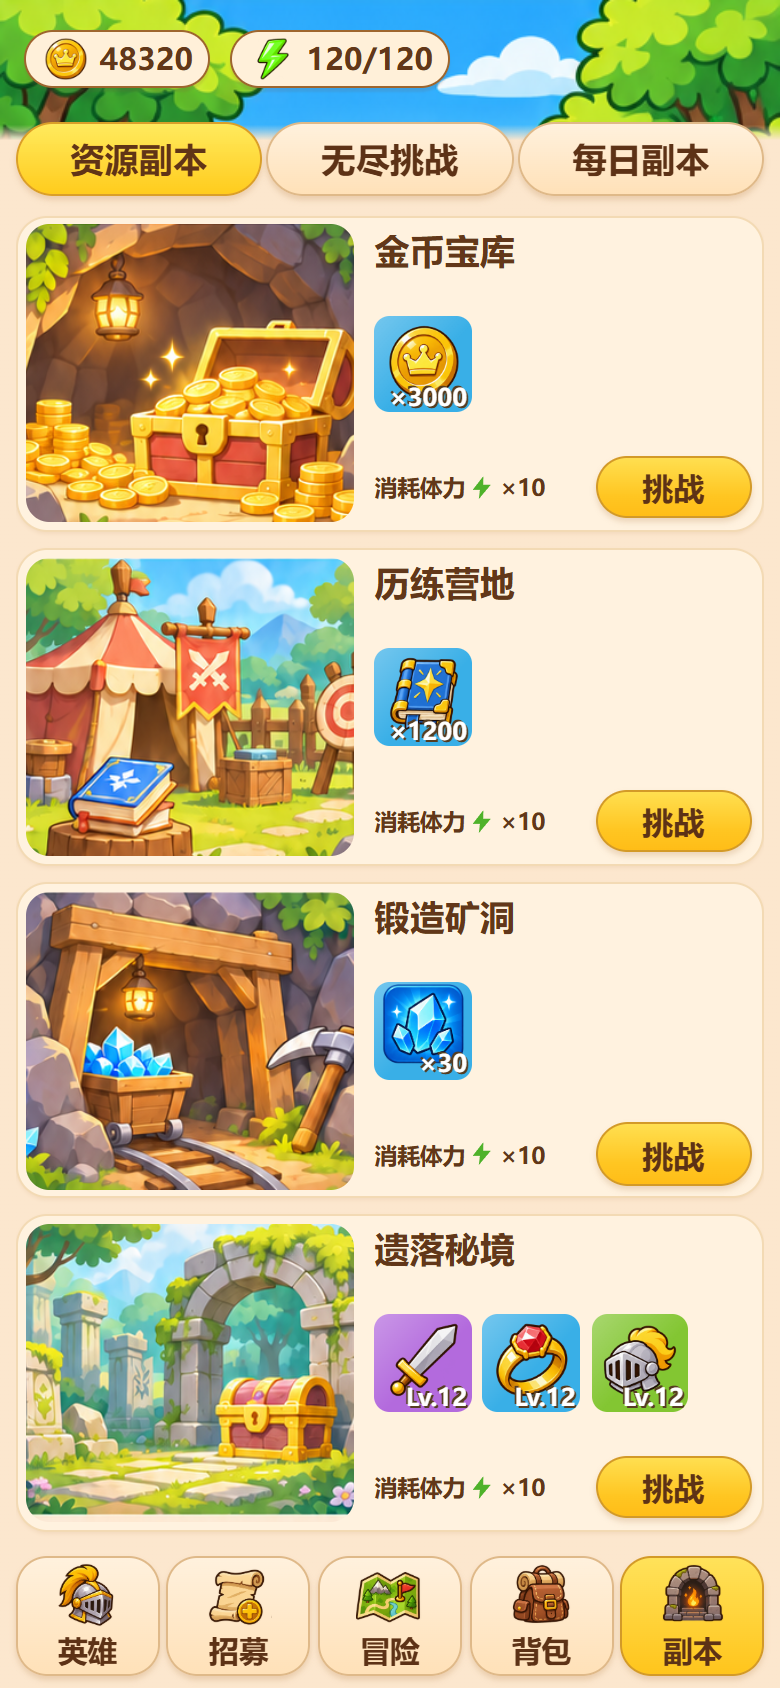 48320
120/120
资源副本
无尽挑战
每日副本
金币宝库
×3000
消耗体力 ×10
挑战
历练营地
×1200
消耗体力 ×10
挑战
锻造矿洞
×30
消耗体力 ×10
挑战
遗落秘境
Lv.12
Lv.12
Lv.12
消耗体力 ×10
挑战
英雄
招募
冒险
背包
副本